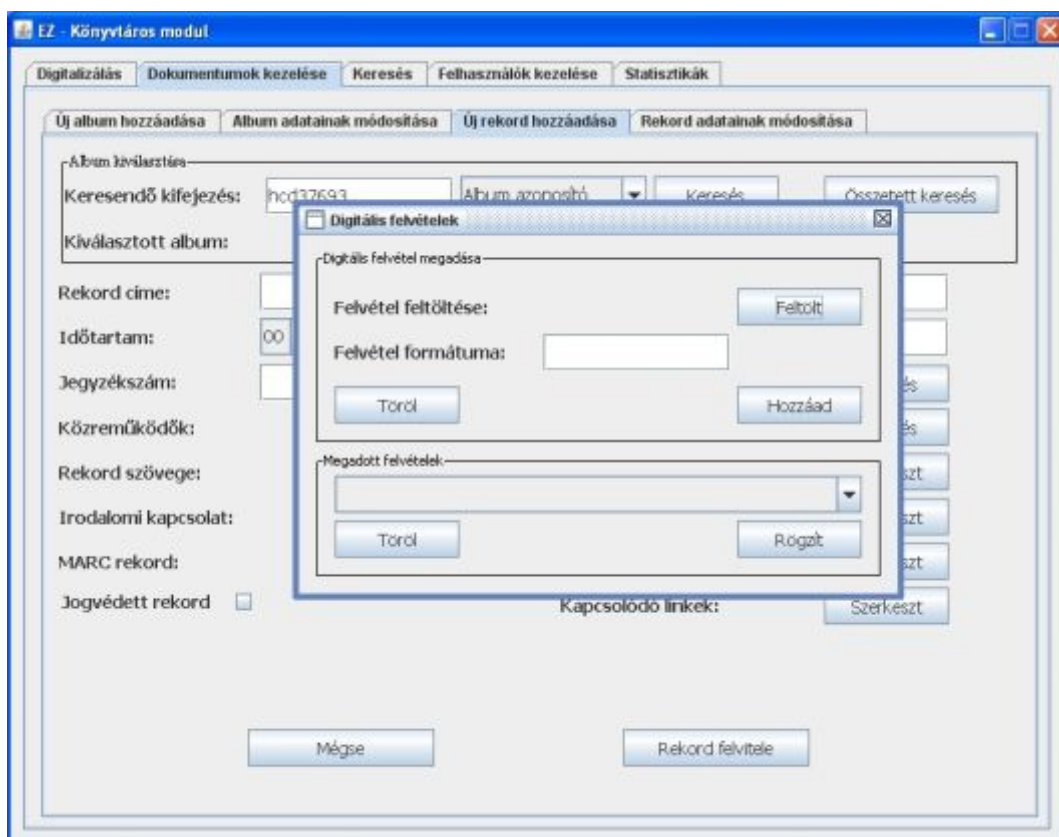 EZ - Könyvtáros modul
Digitalizálás Dokumentumok kezelése Keresés Felhasználók kezelése Statisztikák
Új album hozzáadása Album adatainak módosítása Új rekord hozzáadása Rekord adatainak módosítása
Album kiválasztása
Keresendő kifejezés: hcd37693 Album azonosító Keresés Összetett keresés
Digitális felvételek
Kiválasztott album:
Digitális felvétel megadása
Rekord címe:
Felvétel feltöltése: Feltölt
Időtartam: 00
Felvétel formátuma:
Jegyzékszám:
Töröl Hozzáad
Közreműködők:
Megadott felvételek
Rekord szövege:
Irodalmi kapcsolat:
Töröl Rögzít
MARC rekord:
Jogvédett rekord Kapcsolódó linkek: Szerkeszt
Mégse Rekord felvitele